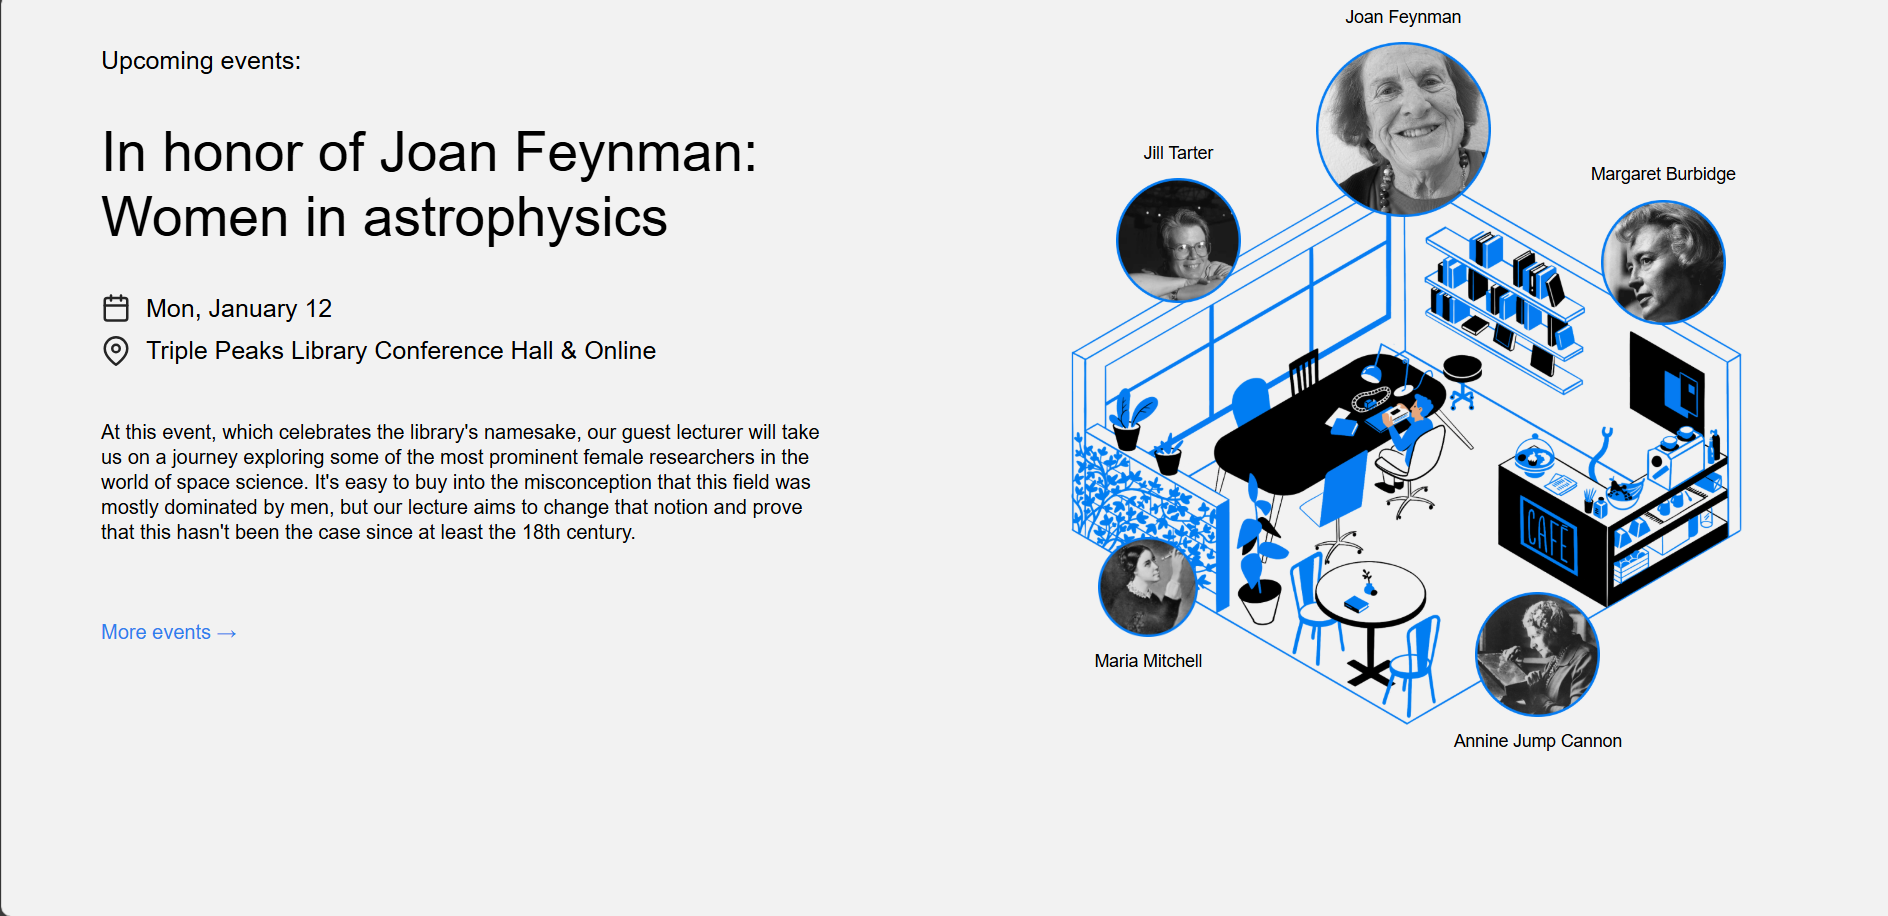 Upcoming events:
In honor of Joan Feynman:
Women in astrophysics
Mon, January 12
Triple Peaks Library Conference Hall & Online
At this event, which celebrates the library's namesake, our guest lecturer will take
us on a journey exploring some of the most prominent female researchers in the
world of space science. It's easy to buy into the misconception that this field was
mostly dominated by men, but our lecture aims to change that notion and prove
that this hasn't been the case since at least the 18th century.
More events →
Joan Feynman
Jill Tarter
Margaret Burbidge
CAFE
Maria Mitchell
Annine Jump Cannon